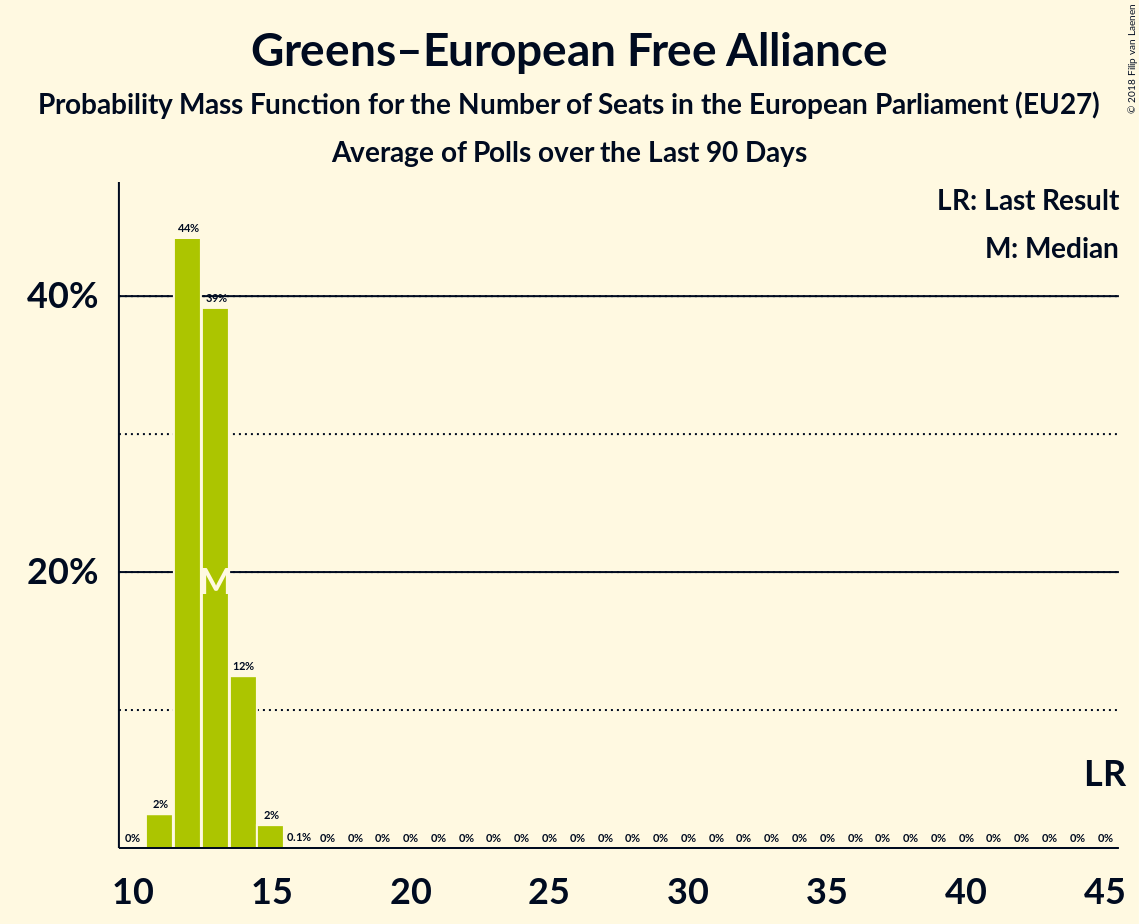 © 2018 Filip van Laenen
Greens–European Free Alliance
Probability Mass Function for the Number of Seats in the European Parliament (EU27)
Average of Polls over the Last 90 Days
LR: Last Result
M: Median
44%
40%
39%
20%
M
12%
LR
2%
2%
0% 0.1% 0% 0% 0% 0% 0% 0% 0% 0% 0% 0% 0% 0% 0% 0% 0% 0% 0% 0% 0% 0% 0% 0% 0% 0% 0% 0% 0% 0% 0%
10 15 20 25 30 35 40 45